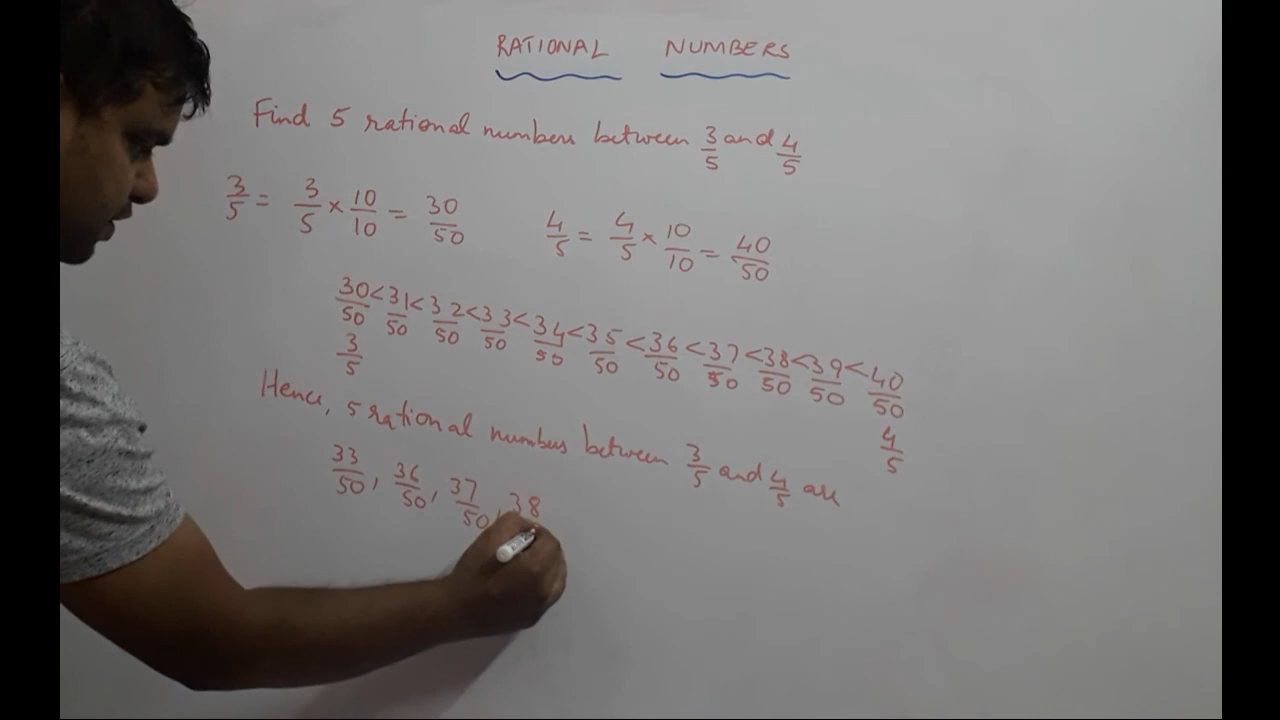 RATIONAL NUMBERS
Find 5 rational numbers between 3/5 and 4/5
3/5 = 3/5 × 10/10 = 30/50 4/5 = 4/5 × 10/10 = 40/50
30/50 < 31/50 < 32/50 < 33/50 < 34/50 < 35/50 < 36/50 < 37/50 < 38/50 < 39/50 < 40/50
3/5 4/5
Hence, 5 rational numbers between 3/5 and 4/5 are
33/50, 36/50, 37/50, 38